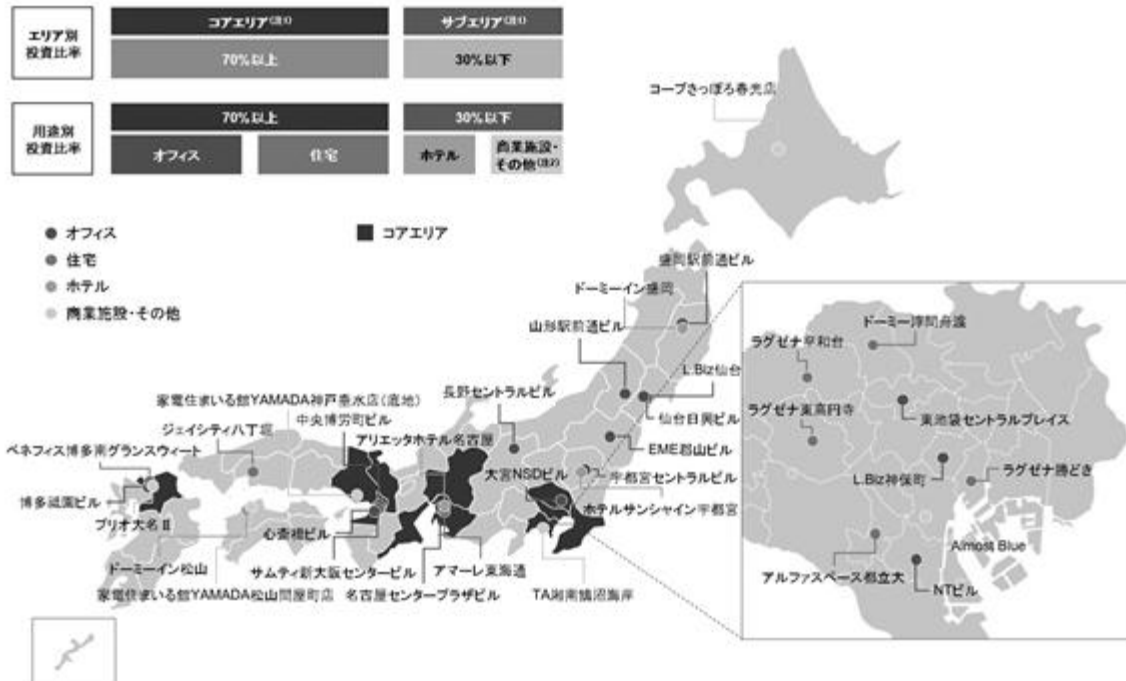 エリア別
投資比率
コアエリア(注1)
サブエリア(注1)
70%以上
30%以下
用途別
投資比率
70%以上
30%以下
オフィス
住宅
ホテル
商業施設・
その他(注2)
オフィス
住宅
ホテル
商業施設・その他
コアエリア
コープさっぽろ春光店
盛岡駅前通ビル
ドーミーイン盛岡
山形駅前通ビル
L.Biz仙台
仙台日興ビル
長野セントラルビル
EME郡山ビル
家電住まいる館YAMADA神戸垂水店(底地)
中央博労町ビル
ジェイシティ八丁堀
アリエッタホテル名古屋
大宮NSDビル
宇都宮セントラルビル
ベネフィス博多南グランスウィート
博多祗園ビル
ホテルサンシャイン宇都宮
プリオ大名Ⅱ
心斎橋ビル
ドーミーイン松山
サムティ新大阪センタービル
アマーレ東海通
家電住まいる館YAMADA松山問屋町店
名古屋センタープラザビル
TA湘南鵠沼海岸
ドーミー浮間舟渡
ラグゼナ平和台
ラグゼナ東高円寺
東池袋セントラルプレイス
L.Biz神保町
ラグゼナ勝どき
Almost Blue
アルファスペース都立大
NTビル